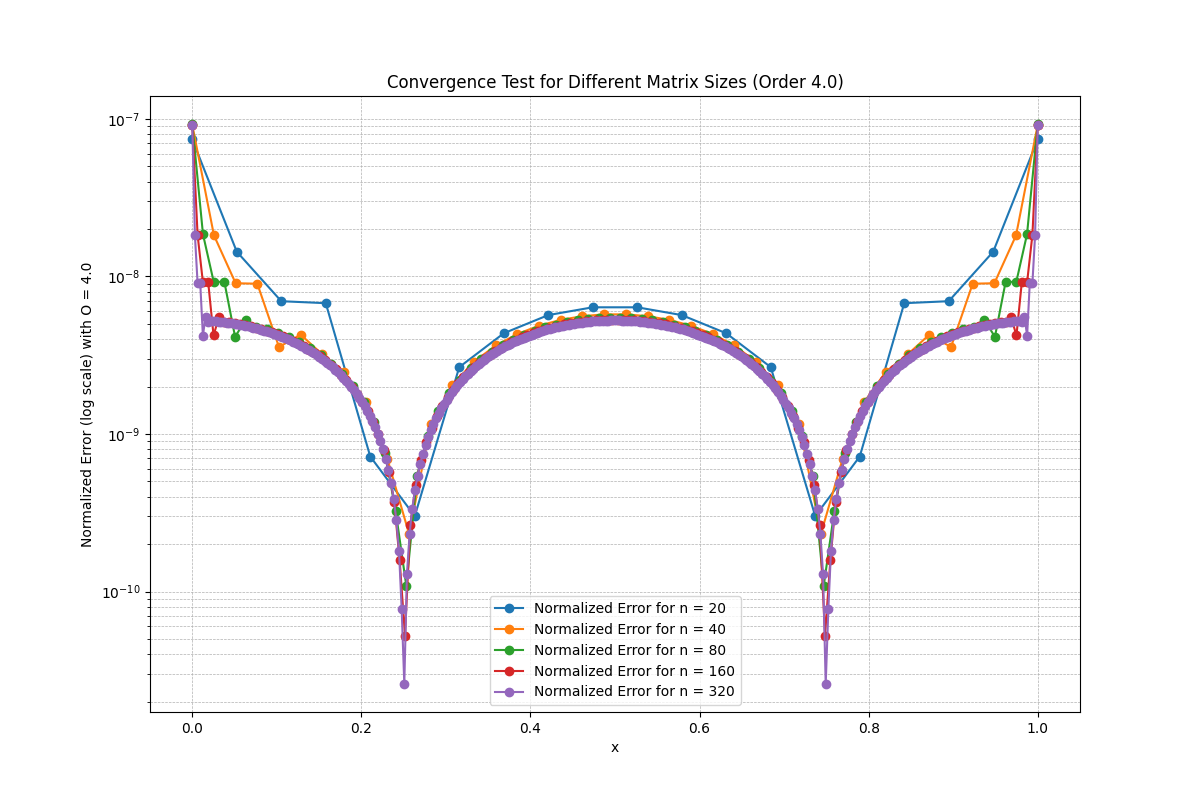 Convergence Test for Different Matrix Sizes (Order 4.0)
Normalized Error (log scale) with O = 4.0
10⁻⁷
10⁻⁸
10⁻⁹
10⁻¹⁰
Normalized Error for n = 20
Normalized Error for n = 40
Normalized Error for n = 80
Normalized Error for n = 160
Normalized Error for n = 320
0.0 0.2 0.4 0.6 0.8 1.0
x